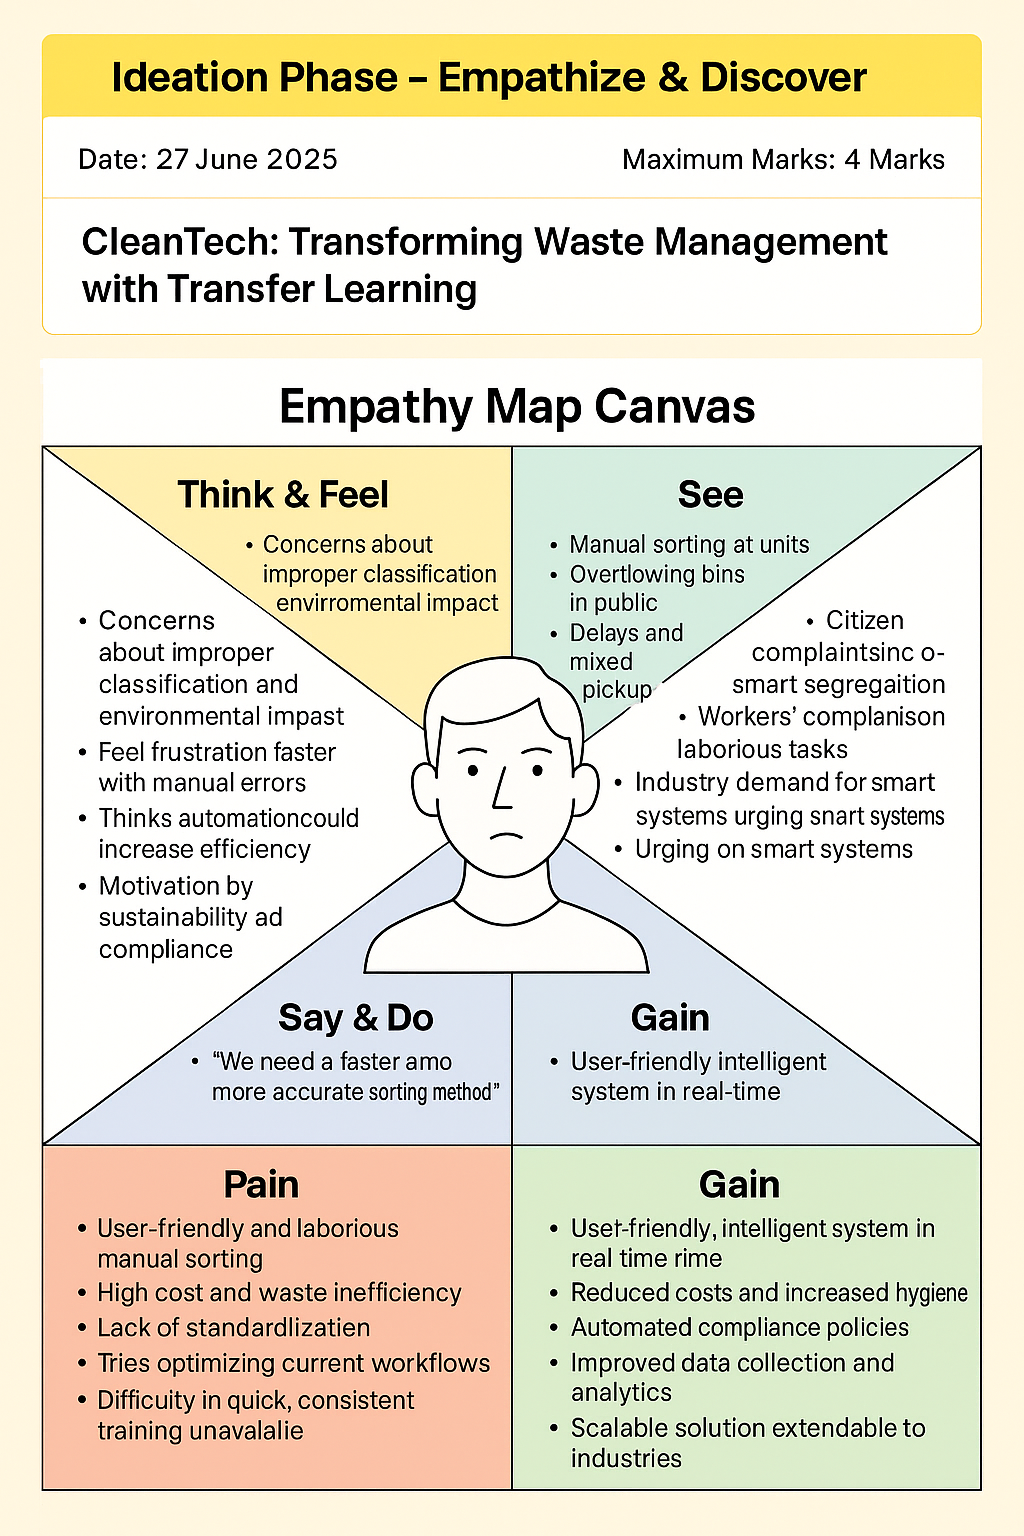 Ideation Phase – Empathize & Discover
Date: 27 June 2025
Maximum Marks: 4 Marks
CleanTech: Transforming Waste Management
with Transfer Learning
Empathy Map Canvas
Think & Feel
• Concerns about
improper classification
envirromental impact
• Concerns
about improper
classification and
environmental impast
• Feel frustration faster
with manual errors
• Thinks automationcould
increase efficiency
• Motivation by
sustainability ad
compliance
See
• Manual sorting at units
• Overtlowing bins
in public
• Delays and
mixed
pickup
• Citizen
complaintsinc o-
smart segregaition
• Workers’ complanison
laborious tasks
• Industry demand for smart
systems urging snart systems
• Urging on smart systems
Say & Do
• “We need a faster amo
more accurate sorting method”
Gain
• User-friendly intelligent
system in real-time
Pain
• User-friendly and laborious
manual sorting
• High cost and waste inefficiency
• Lack of standardlizatien
• Tries optimizing current workflows
• Difficuity in quick, consistent
training unavalalie
Gain
• Uset-friendly, intelligent system in
real time rime
• Reduced costs and increased hygiene
• Automated compliance policies
• Improved data collection and
analytics
• Scalable solution extendable to
industries